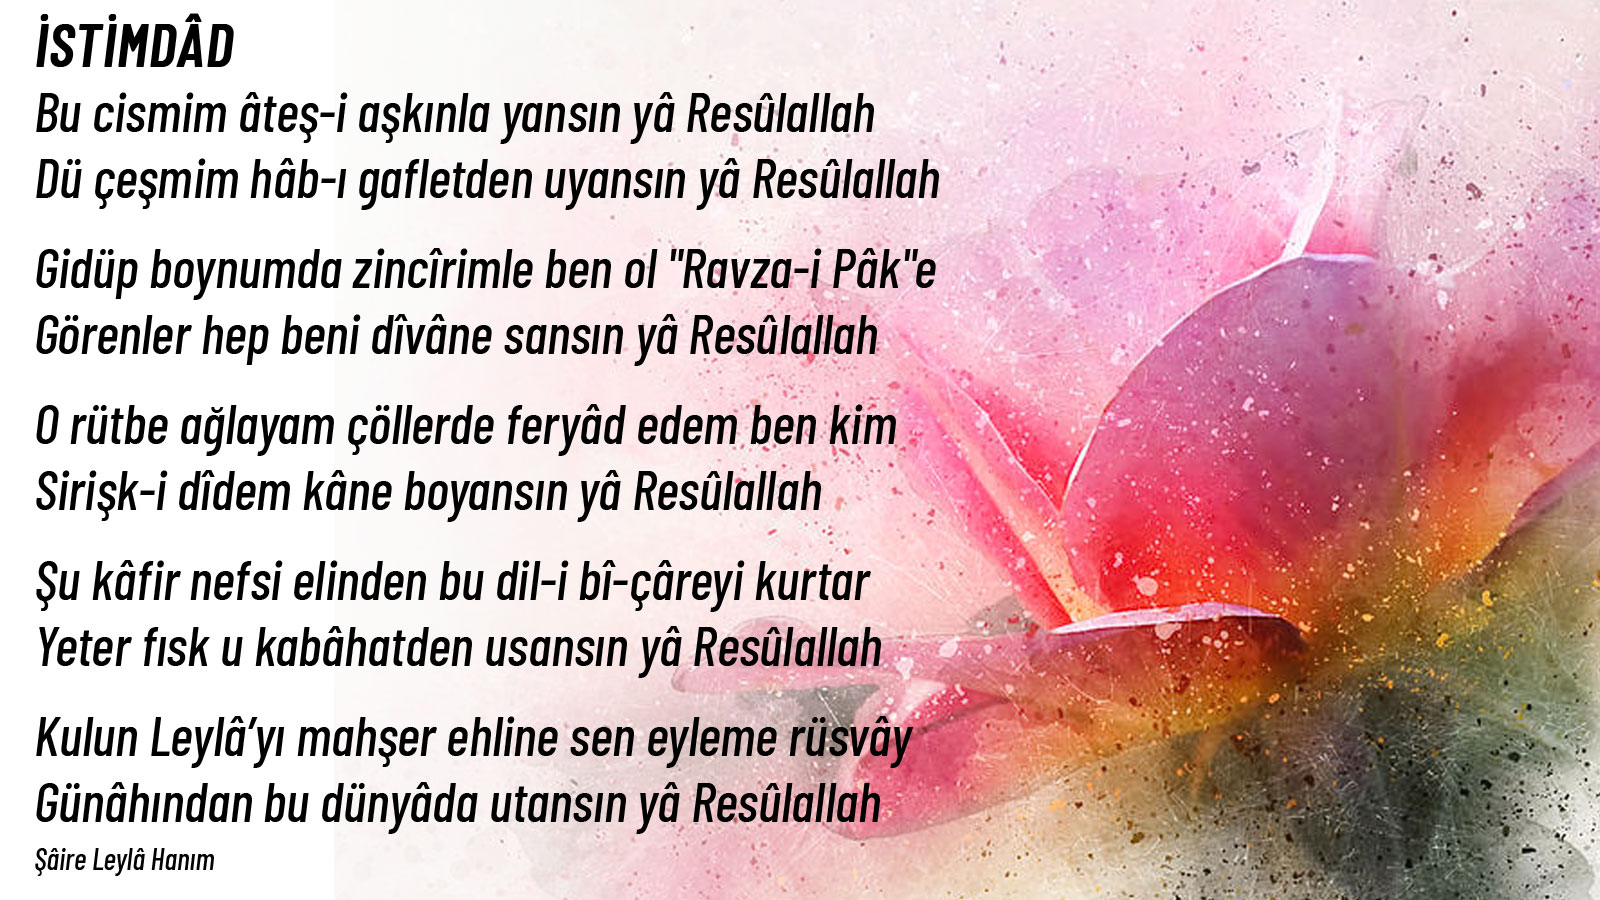 İSTİMDÂD
Bu cismim âteş-i aşkınla yansın yâ Resûlallah
Dü çeşmim hâb-ı gafletden uyansın yâ Resûlallah
Gidüp boynumda zincîrimle ben ol "Ravza-i Pâk"e
Görenler hep beni dîvâne sansın yâ Resûlallah
O rütbe ağlayam çöllerde feryâd edem ben kim
Sirişk-i dîdem kâne boyansın yâ Resûlallah
Şu kâfir nefsi elinden bu dil-i bî-çâreyi kurtar
Yeter fısk u kabâhatden usansın yâ Resûlallah
Kulun Leylâ’yı mahşer ehline sen eyleme rüsvây
Günâhından bu dünyâda utansın yâ Resûlallah
Şâire Leylâ Hanım